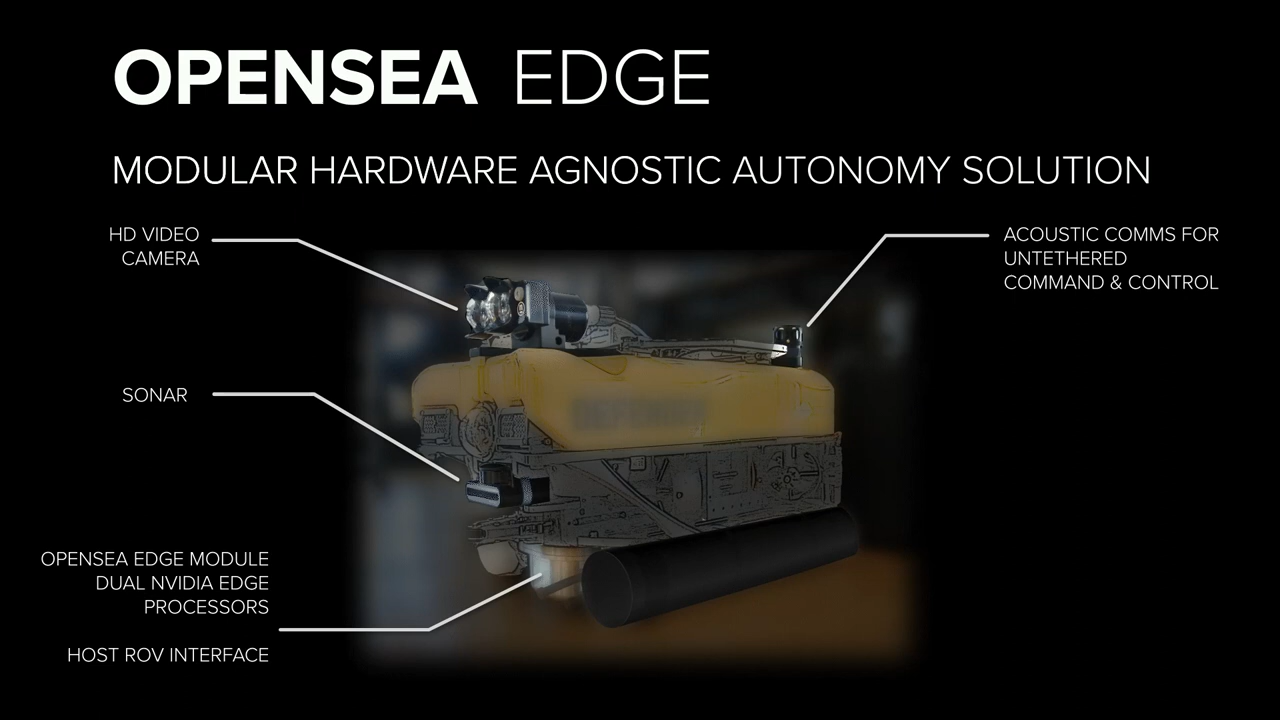 OPENSEA EDGE
MODULAR HARDWARE AGNOSTIC AUTONOMY SOLUTION
HD VIDEO
CAMERA
ACOUSTIC COMMS FOR
UNTETHERED
COMMAND & CONTROL
SONAR
OPENSEA EDGE MODULE
DUAL NVIDIA EDGE
PROCESSORS
HOST ROV INTERFACE